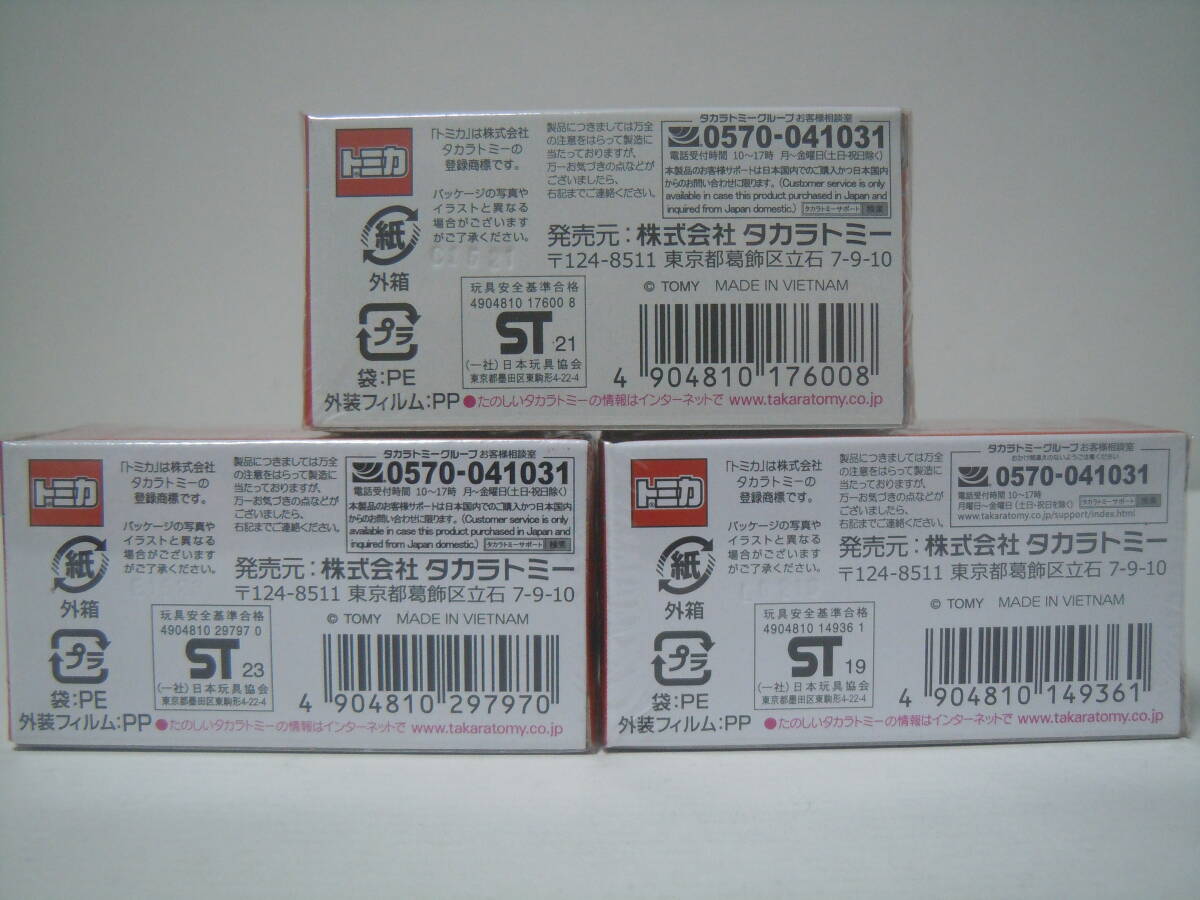 トミカ
「トミカ」は株式会社
タカラトミーの
登録商標です。
パッケージの写真や
イラストと異なる
場合がございます
がご了承ください。
製品につきましては万全
の注意をはらって製造に
当たっておりますが、
万一お気づきの点などが
ございましたら、
右記までご連絡ください。
タカラトミーグループ お客様相談室
0570-041031
電話受付時間 10~17時 月~金曜日(土日・祝日除く)
本製品のお客様サポートは日本国内でのご購入かつ日本国内
からのお問い合わせに限ります。(Customer service is only
available in case this product purchased in Japan and
inquired from Japan domestic.) タカラトミーサポート 検索
発売元:株式会社 タカラトミー
〒124-8511 東京都葛飾区立石 7-9-10
© TOMY MADE IN VIETNAM
紙
外箱
プラ
袋:PE
外装フィルム:PP
玩具安全基準合格
4904810 17600 8
ST 21
(一社)日本玩具協会
東京都墨田区東駒形4-22-4
4 904810 176008
●たのしいタカラトミーの情報はインターネットで www.takaratomy.co.jp
トミカ
「トミカ」は株式会社
タカラトミーの
登録商標です。
パッケージの写真や
イラストと異なる
場合がございます
がご了承ください。
製品につきましては万全
の注意をはらって製造に
当たっておりますが、
万一お気づきの点などが
ございましたら、
右記までご連絡ください。
タカラトミーグループ お客様相談室
0570-041031
電話受付時間 10~17時 月~金曜日(土日・祝日除く)
本製品のお客様サポートは日本国内でのご購入かつ日本国内
からのお問い合わせに限ります。(Customer service is only
available in case this product purchased in Japan and
inquired from Japan domestic.) タカラトミーサポート 検索
発売元:株式会社 タカラトミー
〒124-8511 東京都葛飾区立石 7-9-10
© TOMY MADE IN VIETNAM
紙
外箱
プラ
袋:PE
外装フィルム:PP
玩具安全基準合格
4904810 29797 0
ST 23
(一社)日本玩具協会
東京都墨田区東駒形4-22-4
4 904810 297970
●たのしいタカラトミーの情報はインターネットで www.takaratomy.co.jp
トミカ
「トミカ」は株式会社
タカラトミーの
登録商標です。
パッケージの写真や
イラストと異なる
場合がございます
がご了承ください。
製品につきましては万全
の注意をはらって製造に
当たっておりますが、
万一お気づきの点などが
ございましたら、
右記までご連絡ください。
タカラトミーグループ お客様相談室
おかけ間違えのないようご注意ください
0570-041031
電話受付時間 10~17時
月曜日~金曜日(土日・祝日を除く)
タカラトミーサポート 検索
www.takaratomy.co.jp/support/index.html
発売元:株式会社 タカラトミー
〒124-8511 東京都葛飾区立石 7-9-10
© TOMY MADE IN VIETNAM
紙
外箱
プラ
袋:PE
外装フィルム:PP
玩具安全基準合格
4904810 14936 1
ST 19
(一社)日本玩具協会
東京都墨田区東駒形4-22-4
4 904810 149361
●たのしいタカラトミーの情報はインターネットで www.takaratomy.co.jp